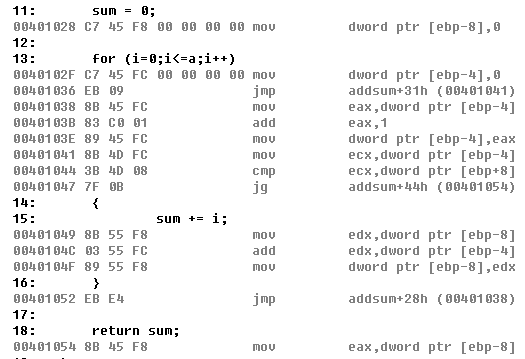 11: sum = 0;
00401028 C7 45 F8 00 00 00 00 mov dword ptr [ebp-8],0
12:
13: for (i=0;i<=a;i++)
0040102F C7 45 FC 00 00 00 00 mov dword ptr [ebp-4],0
00401036 EB 09 jmp addsum+31h (00401041)
00401038 8B 45 FC mov eax,dword ptr [ebp-4]
0040103B 83 C0 01 add eax,1
0040103E 89 45 FC mov dword ptr [ebp-4],eax
00401041 8B 4D FC mov ecx,dword ptr [ebp-4]
00401044 3B 4D 08 cmp ecx,dword ptr [ebp+8]
00401047 7F 0B jg addsum+44h (00401054)
14: {
15: sum += i;
00401049 8B 55 F8 mov edx,dword ptr [ebp-8]
0040104C 03 55 FC add edx,dword ptr [ebp-4]
0040104F 89 55 F8 mov dword ptr [ebp-8],edx
16: }
00401052 EB E4 jmp addsum+28h (00401038)
17:
18: return sum;
00401054 8B 45 F8 mov eax,dword ptr [ebp-8]